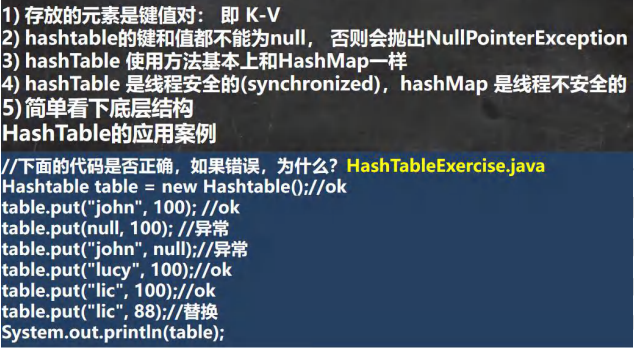 1) 存放的元素是键值对： 即 K-V
2) hashtable的键和值都不能为null， 否则会抛出NullPointerException
3) hashTable 使用方法基本上和HashMap一样
4) hashTable 是线程安全的(synchronized)，hashMap 是线程不安全的
5)简单看下底层结构
HashTable的应用案例
//下面的代码是否正确，如果错误，为什么？HashTableExercise.java
Hashtable table = new Hashtable();//ok
table.put("john", 100); //ok
table.put(null, 100); //异常
table.put("john", null);//异常
table.put("lucy", 100);//ok
table.put("lic", 100);//ok
table.put("lic", 88);//替换
System.out.println(table);